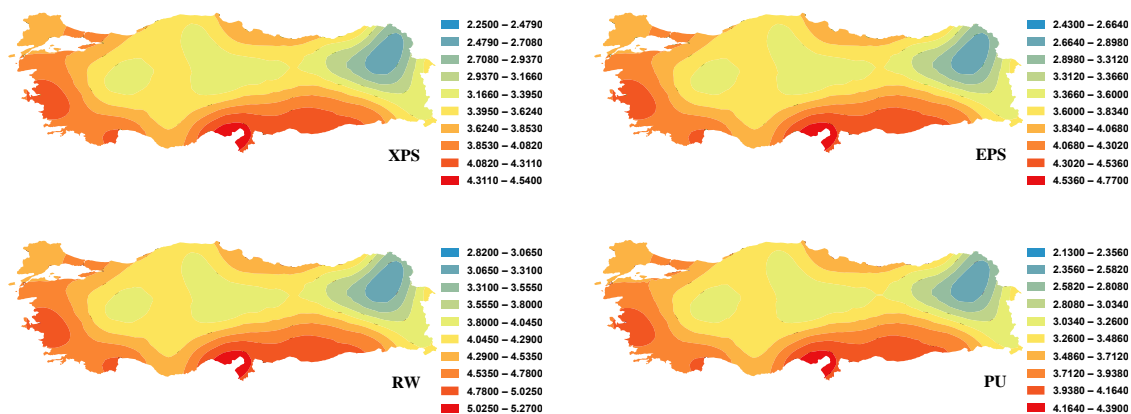 2.2500 – 2.4790
2.4790 – 2.7080
2.7080 – 2.9370
2.9370 – 3.1660
3.1660 – 3.3950
3.3950 – 3.6240
3.6240 – 3.8530
3.8530 – 4.0820
4.0820 – 4.3110
4.3110 – 4.5400
XPS
2.4300 – 2.6640
2.6640 – 2.8980
2.8980 – 3.3120
3.3120 – 3.3660
3.3660 – 3.6000
3.6000 – 3.8340
3.8340 – 4.0680
4.0680 – 4.3020
4.3020 – 4.5360
4.5360 – 4.7700
EPS
2.8200 – 3.0650
3.0650 – 3.3100
3.3100 – 3.5550
3.5550 – 3.8000
3.8000 – 4.0450
4.0450 – 4.2900
4.2900 – 4.5350
4.5350 – 4.7800
4.7800 – 5.0250
5.0250 – 5.2700
RW
2.1300 – 2.3560
2.3560 – 2.5820
2.5820 – 2.8080
2.8080 – 3.0340
3.0340 – 3.2600
3.2600 – 3.4860
3.4860 – 3.7120
3.7120 – 3.9380
3.9380 – 4.1640
4.1640 – 4.3900
PU